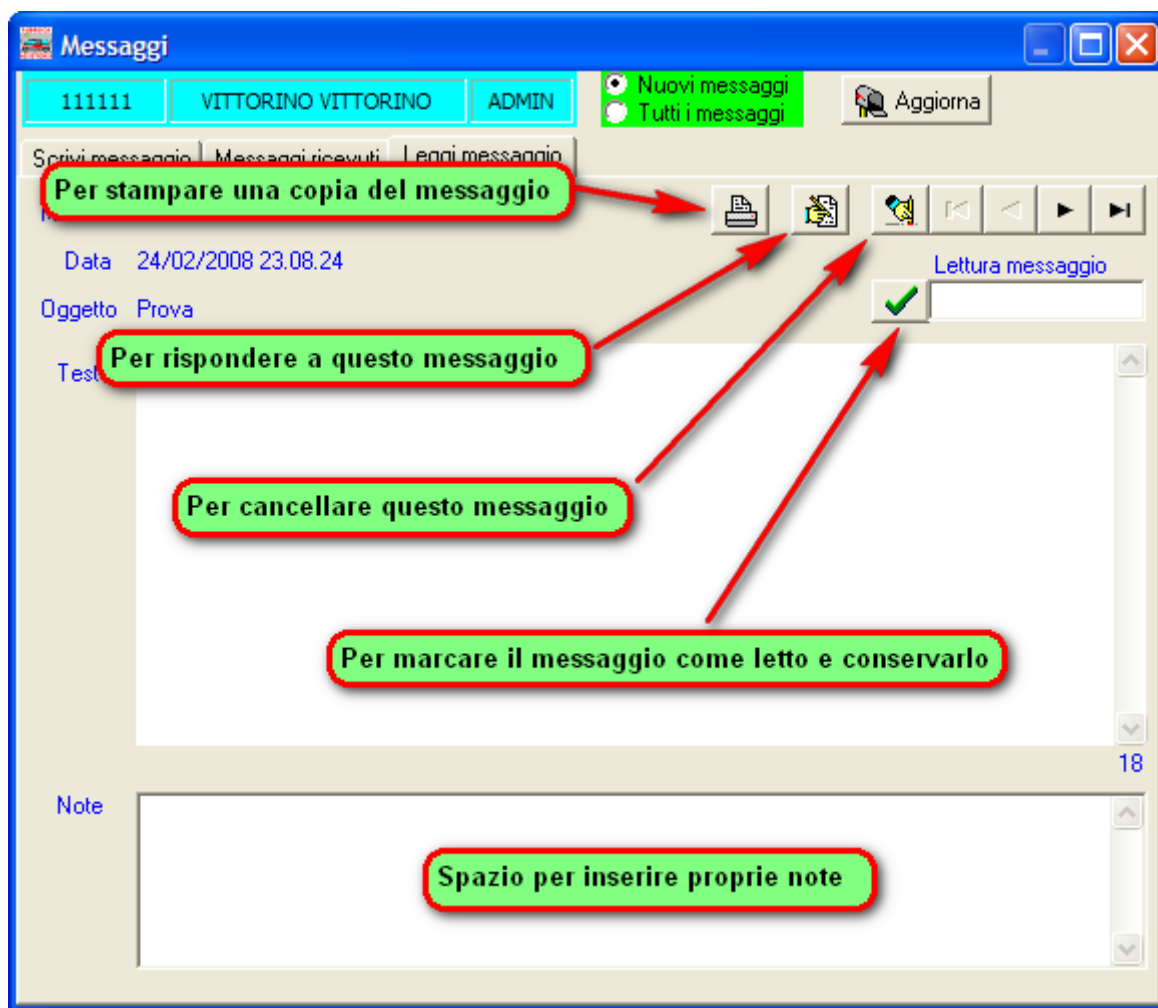 Messaggi
111111 VITTORINO VITTORINO ADMIN
Nuovi messaggi
Tutti i messaggi
Aggiorna
Scrivi messaggio Messaggi ricevuti Leggi messaggio
Per stampare una copia del messaggio
Data 24/02/2008 23.08.24
Lettura messaggio
Oggetto Prova
Per rispondere a questo messaggio
Per cancellare questo messaggio
Per marcare il messaggio come letto e conservarlo
18
Note
Spazio per inserire proprie note